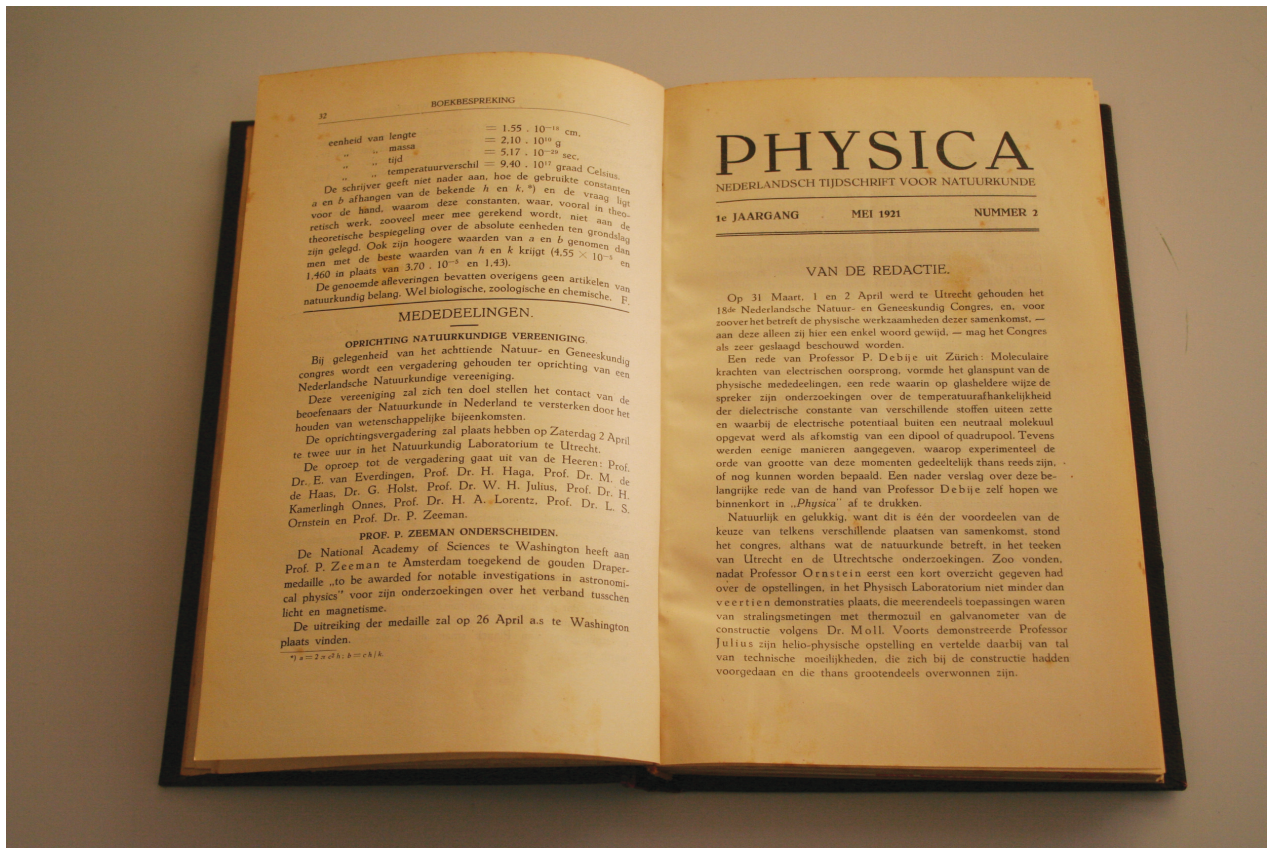 32
BOEKBESPREKING
eenheid van lengte = 1.55 . 10⁻¹⁸ cm,
„ „ massa = 2,10 . 10¹⁰ g
„ „ tijd = 5,17 . 10⁻²⁹ sec.
„ „ temperatuurverschil = 9,40 . 10¹⁷ graad Celsius.
De schrijver geeft niet nader aan, hoe de gebruikte constanten
a en b afhangen van de bekende h en k, *) en de vraag ligt
voor de hand, waarom deze constanten, waar, vooral in theo-
retisch werk, zooveel meer mee gerekend wordt, niet aan de
theoretische bespiegeling over de absolute eenheden ten grondslag
zijn gelegd. Ook zijn hoogere waarden van a en b genomen dan
men met de beste waarden van h en k krijgt (4.55 × 10⁻⁵ en
1.460 in plaats van 3.70 . 10⁻⁵ en 1.43).
De genoemde afleveringen bevatten overigens geen artikelen van
natuurkundig belang. Wel biologische, zoologische en chemische. F.
MEDEDEELINGEN.
OPRICHTING NATUURKUNDIGE VEREENIGING.
Bij gelegenheid van het achttiende Natuur- en Geneeskundig
congres wordt een vergadering gehouden ter oprichting van een
Nederlandsche Natuurkundige vereeniging.
Deze vereeniging zal zich ten doel stellen het contact van de
beoefenaars der Natuurkunde in Nederland te versterken door het
houden van wetenschappelijke bijeenkomsten.
De oprichtingsvergadering zal plaats hebben op Zaterdag 2 April
te twee uur in het Natuurkundig Laboratorium te Utrecht.
De oproep tot de vergadering gaat uit van de Heeren: Prof.
Dr. E. van Everdingen, Prof. Dr. H. Haga, Prof. Dr. M. de
de Haas, Dr. G. Holst, Prof. Dr. W. H. Julius, Prof. Dr. H.
Kamerlingh Onnes, Prof. Dr. H. A. Lorentz, Prof. Dr. L. S.
Ornstein en Prof. Dr. P. Zeeman.
PROF. P. ZEEMAN ONDERSCHEIDEN.
De National Academy of Sciences te Washington heeft aan
Prof. P. Zeeman te Amsterdam toegekend de gouden Draper-
medaille „to be awarded for notable investigations in astronomi-
cal physics" voor zijn onderzoekingen over het verband tusschen
licht en magnetisme.
De uitreiking der medaille zal op 26 April a.s te Washington
plaats vinden.
*) a = 2 π c² h; b = c h / k.
PHYSICA
NEDERLANDSCH TIJDSCHRIFT VOOR NATUURKUNDE
1e JAARGANG MEI 1921 NUMMER 2
VAN DE REDACTIE.
Op 31 Maart, 1 en 2 April werd te Utrecht gehouden het
18de Nederlandsche Natuur- en Geneeskundig Congres, en, voor
zoover het betreft de physische werkzaamheden dezer samenkomst, —
aan deze alleen zij hier een enkel woord gewijd, — mag het Congres
als zeer geslaagd beschouwd worden.
Een rede van Professor P. Debije uit Zürich: Moleculaire
krachten van electrischen oorsprong, vormde het glanspunt van de
physische mededeelingen, een rede waarin op glasheldere wijze de
spreker zijn onderzoekingen over de temperatuurafhankelijkheid
der dielectrische constante van verschillende stoffen uiteen zette
en waarbij de electrische potentiaal buiten een neutraal molekuul
opgevat werd als afkomstig van een dipool of quadrupool. Tevens
werden eenige manieren aangegeven, waarop experimenteel de
orde van grootte van deze momenten gedeeltelijk thans reeds zijn,
of nog kunnen worden bepaald. Een nader verslag over deze be-
langrijke rede van de hand van Professor Debije zelf hopen we
binnenkort in „Physica" af te drukken.
Natuurlijk en gelukkig, want dit is één der voordeelen van de
keuze van telkens verschillende plaatsen van samenkomst, stond
het congres, althans wat de natuurkunde betreft, in het teeken
van Utrecht en de Utrechtsche onderzoekingen. Zoo vonden,
nadat Professor Ornstein eerst een kort overzicht gegeven had
over de opstellingen, in het Physisch Laboratorium niet minder dan
veertien demonstraties plaats, die meerendeels toepassingen waren
van stralingsmetingen met thermozuil en galvanometer van de
constructie volgens Dr. Moll. Voorts demonstreerde Professor
Julius zijn helio-physische opstelling en vertelde daarbij van tal
van technische moeilijkheden, die zich bij de constructie hadden
voorgedaan en die thans grootendeels overwonnen zijn.